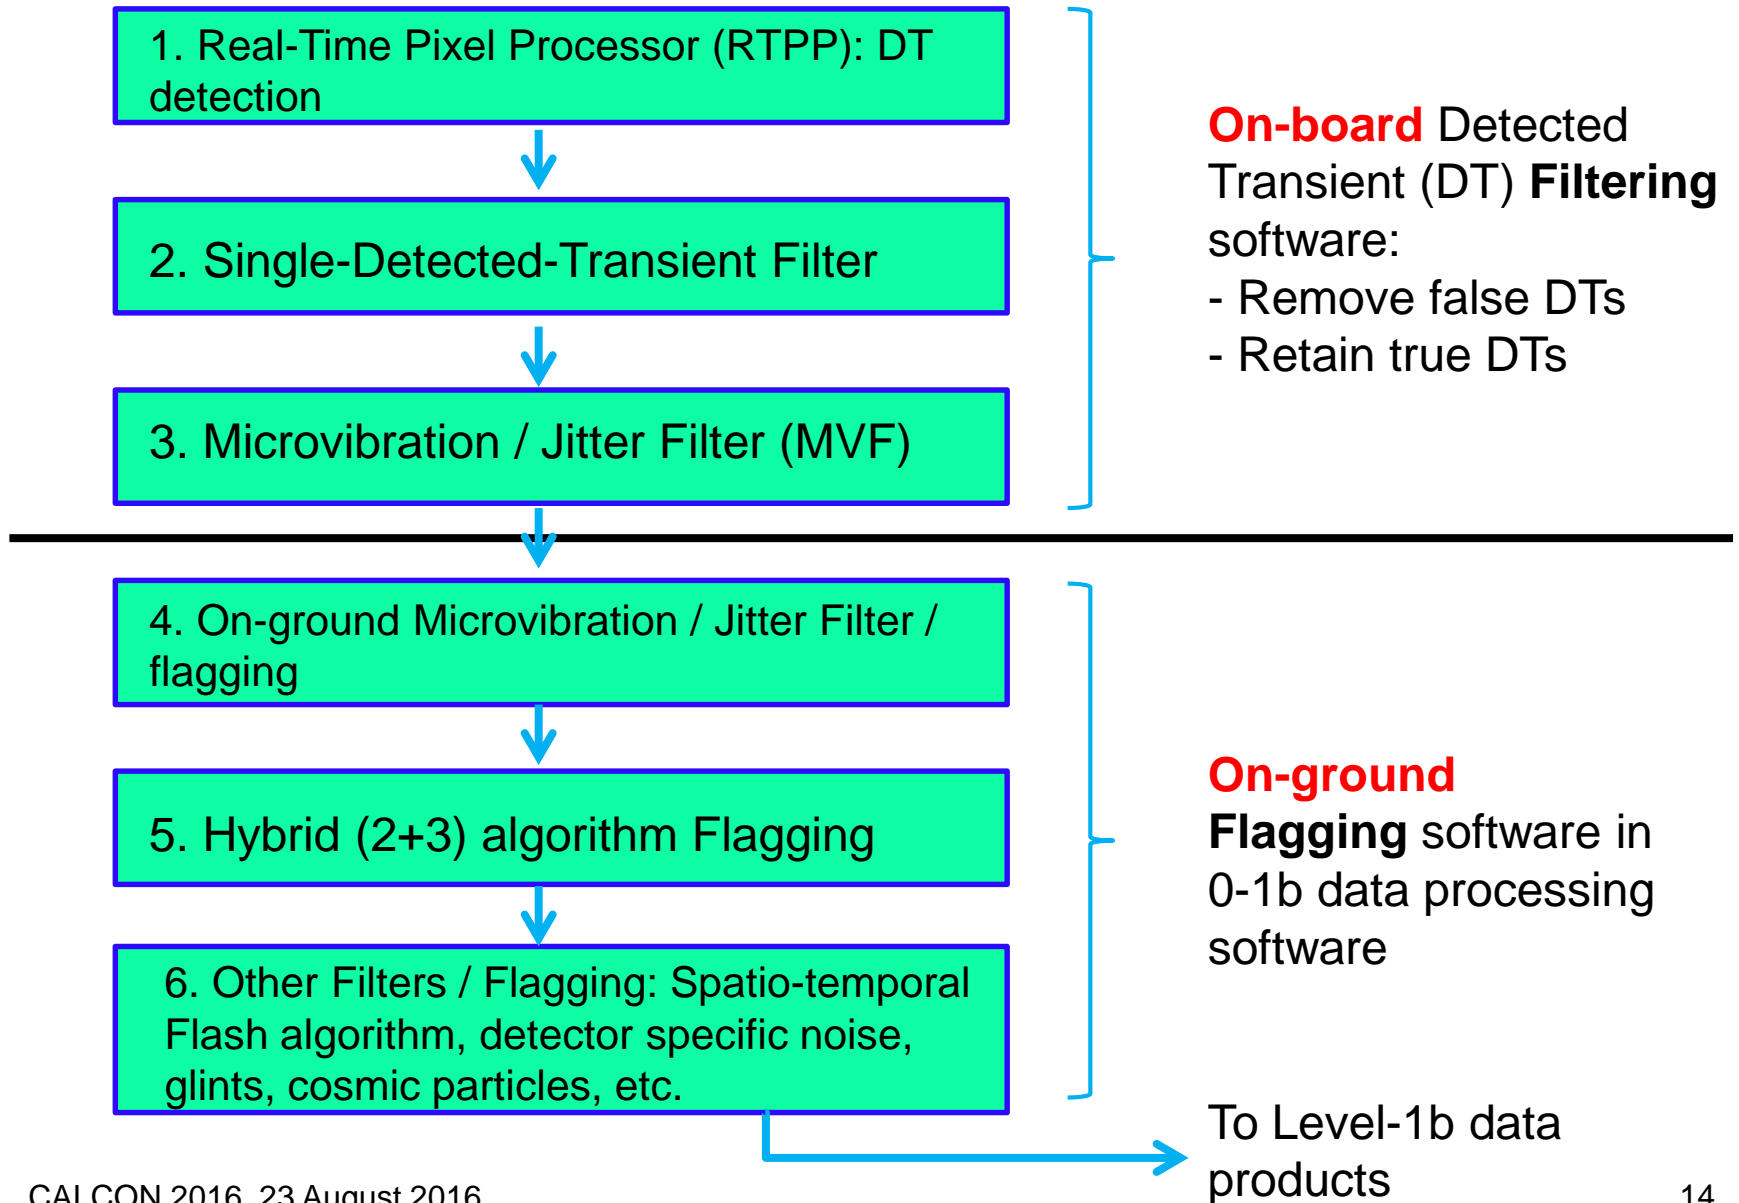 1. Real-Time Pixel Processor (RTPP): DT
detection
2. Single-Detected-Transient Filter
3. Microvibration / Jitter Filter (MVF)
On-board Detected
Transient (DT) Filtering
software:
- Remove false DTs
- Retain true DTs
4. On-ground Microvibration / Jitter Filter /
flagging
5. Hybrid (2+3) algorithm Flagging
6. Other Filters / Flagging: Spatio-temporal
Flash algorithm, detector specific noise,
glints, cosmic particles, etc.
On-ground
Flagging software in
0-1b data processing
software
To Level-1b data
products
CALCON 2016, 23 August 2016
14